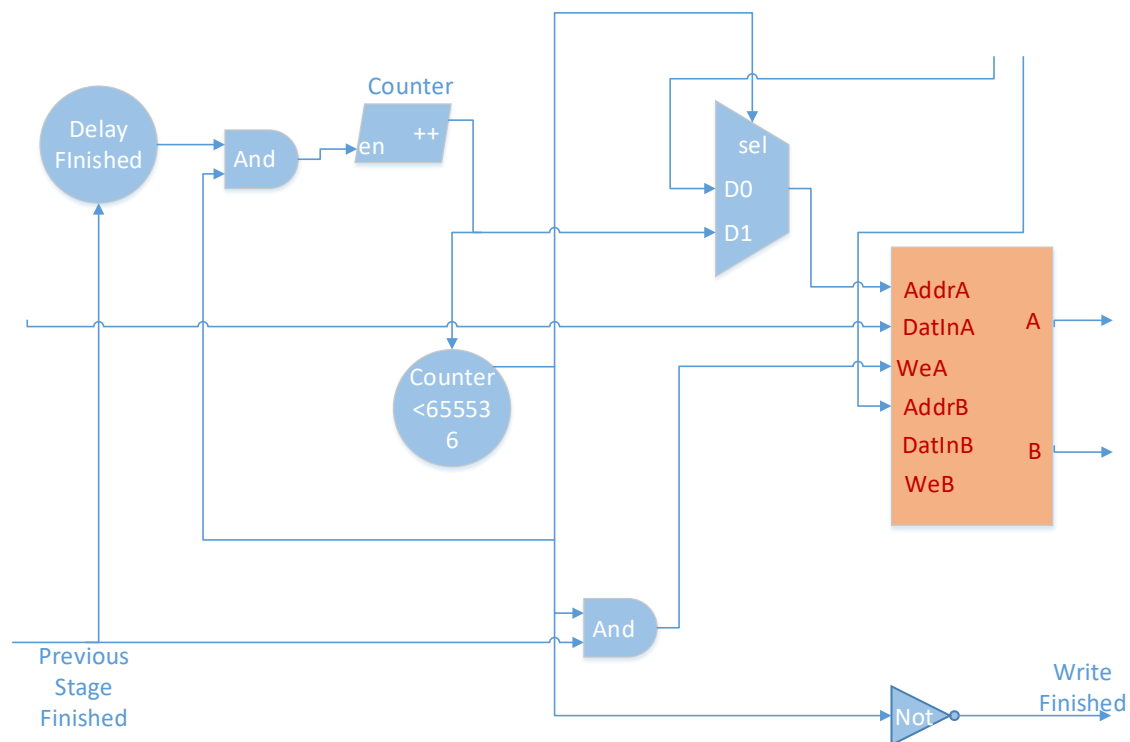 Counter
Delay
FInished
++
en
And
sel
D0
D1
AddrA
DatInA
A
WeA
AddrB
DatInB
B
WeB
Counter
<65553
6
And
Previous
Stage
Finished
Write
Finished
Not